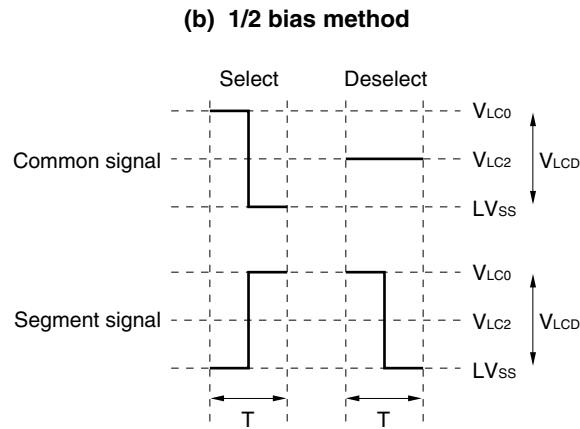 (b) 1/2 bias method
Select Deselect
VLC0
Common signal VLC2 VLCD
LVSS
VLC0
Segment signal VLC2 VLCD
LVSS
T T